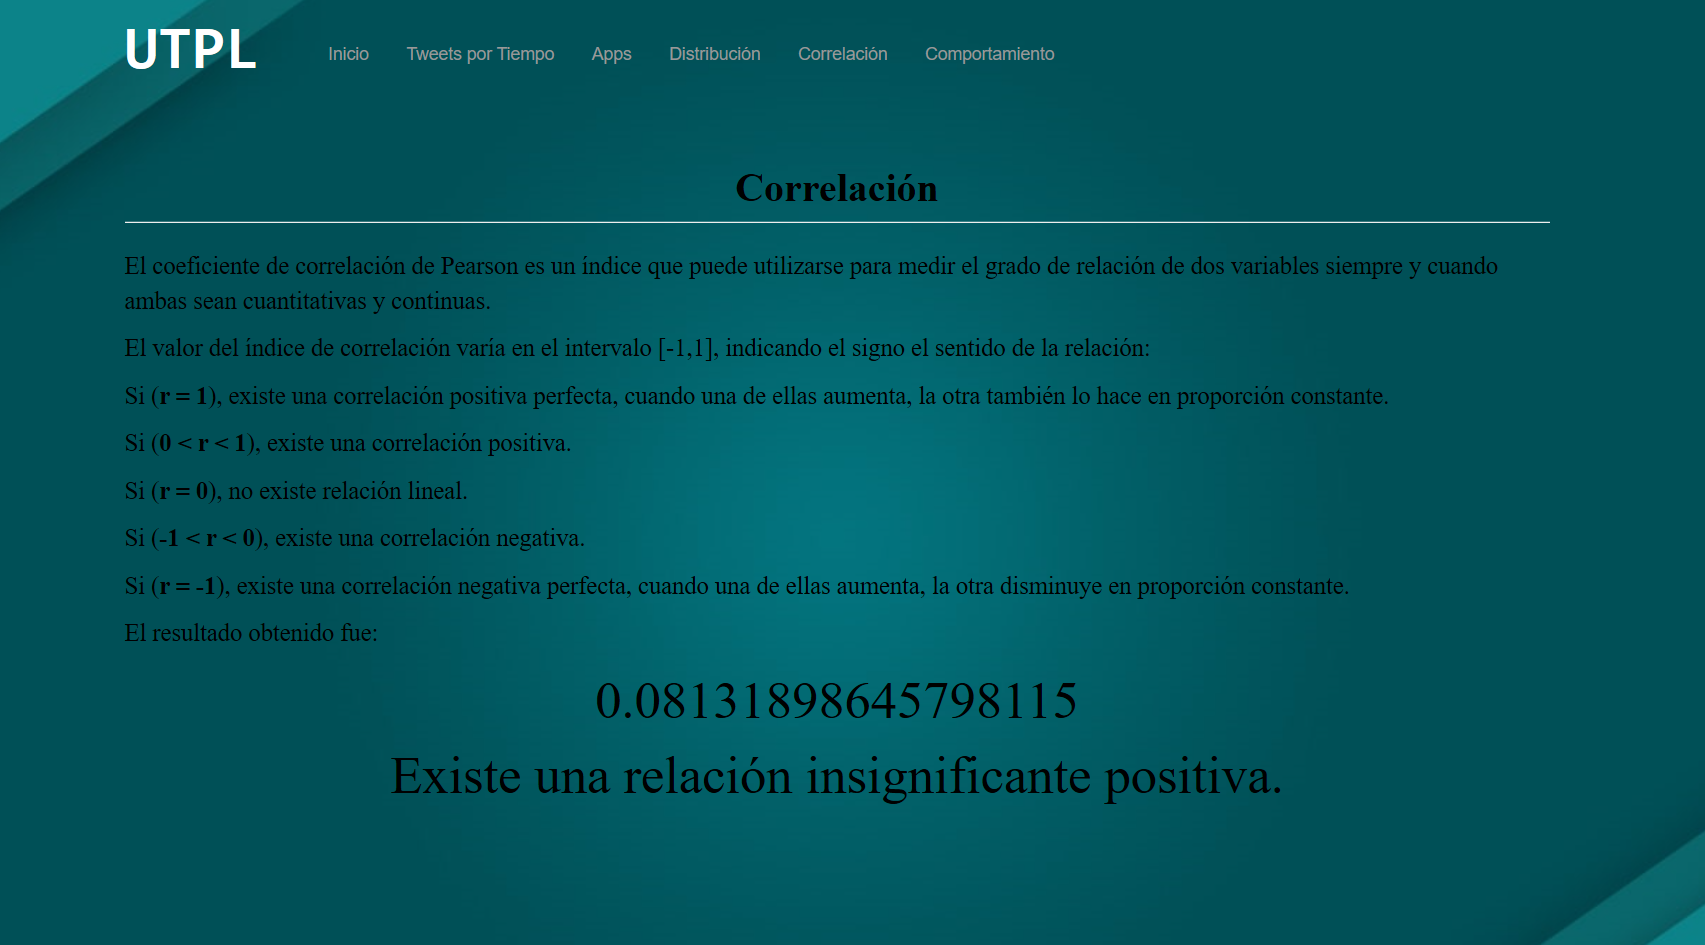 UTPL
Inicio Tweets por Tiempo Apps Distribución Correlación Comportamiento
Correlación
El coeficiente de correlación de Pearson es un índice que puede utilizarse para medir el grado de relación de dos variables siempre y cuando
ambas sean cuantitativas y continuas.
El valor del índice de correlación varía en el intervalo [-1,1], indicando el signo el sentido de la relación:
Si (r = 1), existe una correlación positiva perfecta, cuando una de ellas aumenta, la otra también lo hace en proporción constante.
Si (0 < r < 1), existe una correlación positiva.
Si (r = 0), no existe relación lineal.
Si (-1 < r < 0), existe una correlación negativa.
Si (r = -1), existe una correlación negativa perfecta, cuando una de ellas aumenta, la otra disminuye en proporción constante.
El resultado obtenido fue:
0.08131898645798115
Existe una relación insignificante positiva.